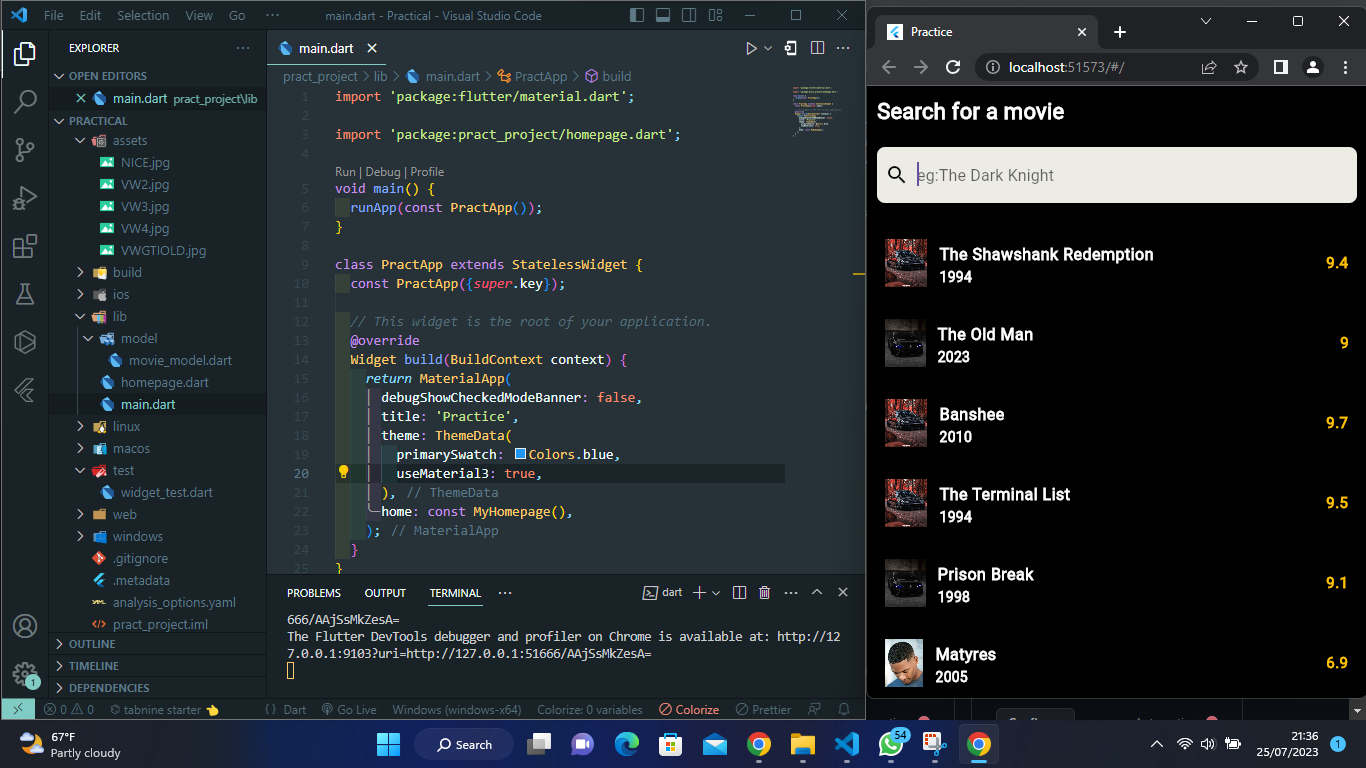 File Edit Selection View Go ··· main.dart - Practical - Visual Studio Code
EXPLORER ···
OPEN EDITORS
main.dart pract_project\lib
PRACTICAL
assets
NICE.jpg
VW2.jpg
VW3.jpg
VW4.jpg
VWGTIOLD.jpg
build
ios
lib
model
movie_model.dart
homepage.dart
main.dart
linux
macos
test
widget_test.dart
web
windows
.gitignore
.metadata
analysis_options.yaml
pract_project.iml
OUTLINE
TIMELINE
DEPENDENCIES
1
main.dart
pract_project > lib > main.dart > PractApp > build
1 import 'package:flutter/material.dart';
2
3 import 'package:pract_project/homepage.dart';
4
Run | Debug | Profile
5 void main() {
6 runApp(const PractApp());
7 }
8
9 class PractApp extends StatelessWidget {
10 const PractApp({super.key});
11
12 // This widget is the root of your application.
13 @override
14 Widget build(BuildContext context) {
15 return MaterialApp(
16 debugShowCheckedModeBanner: false,
17 title: 'Practice',
18 theme: ThemeData(
19 primarySwatch: Colors.blue,
20 useMaterial3: true,
21 ), // ThemeData
22 home: const MyHomepage(),
23 ); // MaterialApp
24 }
25 }
PROBLEMS OUTPUT TERMINAL ··· dart
666/AAjSsMkZesA=
The Flutter DevTools debugger and profiler on Chrome is available at: http://12
7.0.0.1:9103?uri=http://127.0.0.1:51666/AAjSsMkZesA=
0 0 tabnine starter {} Dart Go Live Windows (windows-x64) Colorize: 0 variables Colorize Prettier
Practice
localhost:51573/#/
Search for a movie
eg:The Dark Knight
The Shawshank Redemption
1994
9.4
The Old Man
2023
9
Banshee
2010
9.7
The Terminal List
1994
9.5
Prison Break
1998
9.1
Matyres
2005
6.9
67°F
Partly cloudy
Search
54
21:36
25/07/2023
1